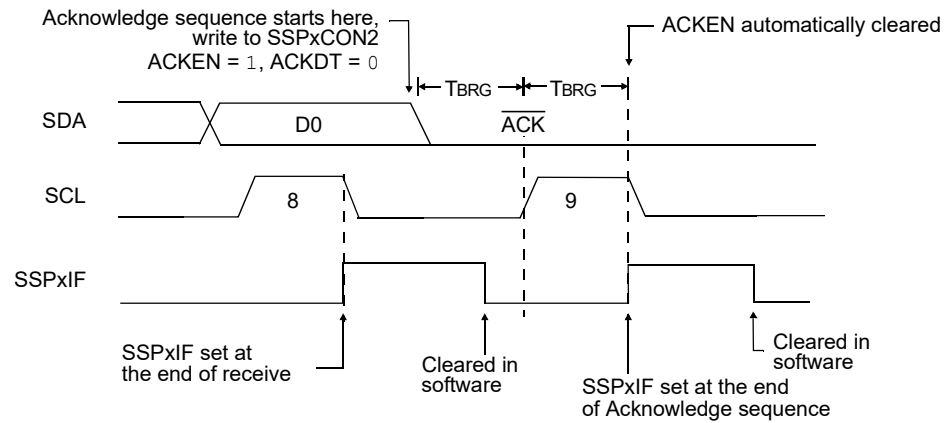 Acknowledge sequence starts here,
write to SSPxCON2
ACKEN = 1, ACKDT = 0
ACKEN automatically cleared
TBRG
TBRG
SDA
D0
ACK
SCL
8
9
SSPxIF
SSPxIF set at
the end of receive
Cleared in
software
SSPxIF set at the end
of Acknowledge sequence
Cleared in
software